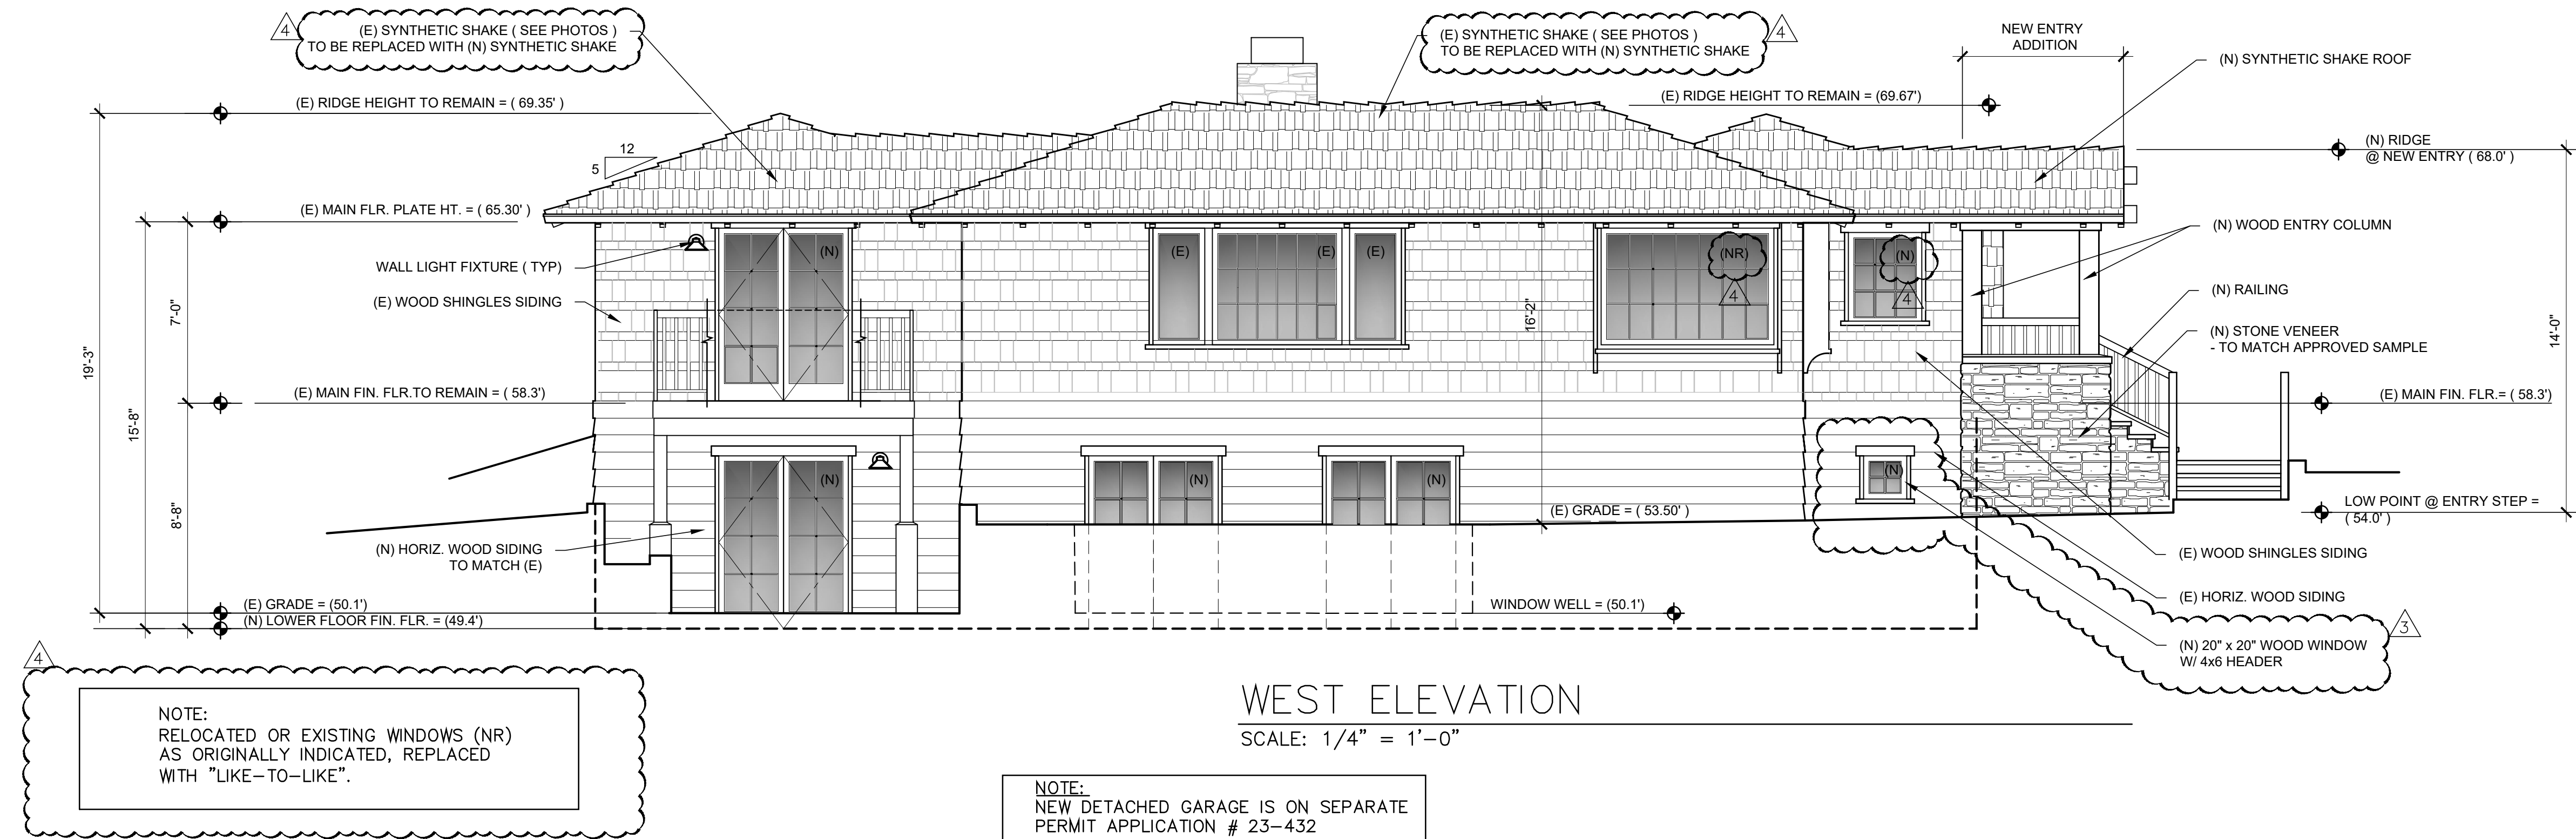 4
(E) SYNTHETIC SHAKE ( SEE PHOTOS )
TO BE REPLACED WITH (N) SYNTHETIC SHAKE
(E) SYNTHETIC SHAKE ( SEE PHOTOS )
TO BE REPLACED WITH (N) SYNTHETIC SHAKE
4
NEW ENTRY
ADDITION
(N) SYNTHETIC SHAKE ROOF
(E) RIDGE HEIGHT TO REMAIN = ( 69.35' )
(E) RIDGE HEIGHT TO REMAIN = (69.67')
12
5
(N) RIDGE
@ NEW ENTRY ( 68.0' )
(E) MAIN FLR. PLATE HT. = ( 65.30' )
(N) WOOD ENTRY COLUMN
WALL LIGHT FIXTURE ( TYP)
(N)
(E)
(E)
(E)
(NR)
4
(N)
4
(E) WOOD SHINGLES SIDING
(N) RAILING
(N) STONE VENEER
- TO MATCH APPROVED SAMPLE
19'-3"
15'-8"
7'-0"
8'-8"
16'-2"
14'-0"
(E) MAIN FIN. FLR.TO REMAIN = ( 58.3')
(E) MAIN FIN. FLR.= ( 58.3')
(N)
(N)
(N)
(N)
(E) GRADE = ( 53.50' )
LOW POINT @ ENTRY STEP =
( 54.0' )
(N) HORIZ. WOOD SIDING
TO MATCH (E)
(E) WOOD SHINGLES SIDING
(E) HORIZ. WOOD SIDING
(E) GRADE = (50.1')
(N) LOWER FLOOR FIN. FLR. = (49.4')
WINDOW WELL = (50.1')
3
(N) 20" x 20" WOOD WINDOW
W/ 4x6 HEADER
4
NOTE:
RELOCATED OR EXISTING WINDOWS (NR)
AS ORIGINALLY INDICATED, REPLACED
WITH "LIKE-TO-LIKE".
WEST ELEVATION
SCALE: 1/4" = 1'-0"
NOTE:
NEW DETACHED GARAGE IS ON SEPARATE
PERMIT APPLICATION # 23-432